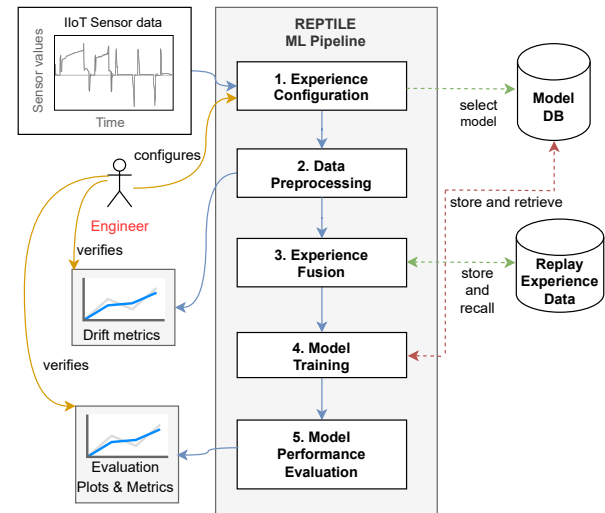 IIoT Sensor data
Sensor values
Time
REPTILE
ML Pipeline
1. Experience
Configuration
select
model
Model
DB
configures
Engineer
2. Data
Preprocessing
store and retrieve
verifies
Drift metrics
3. Experience
Fusion
store
and
recall
Replay
Experience
Data
verifies
4. Model
Training
Evaluation
Plots & Metrics
5. Model
Performance
Evaluation